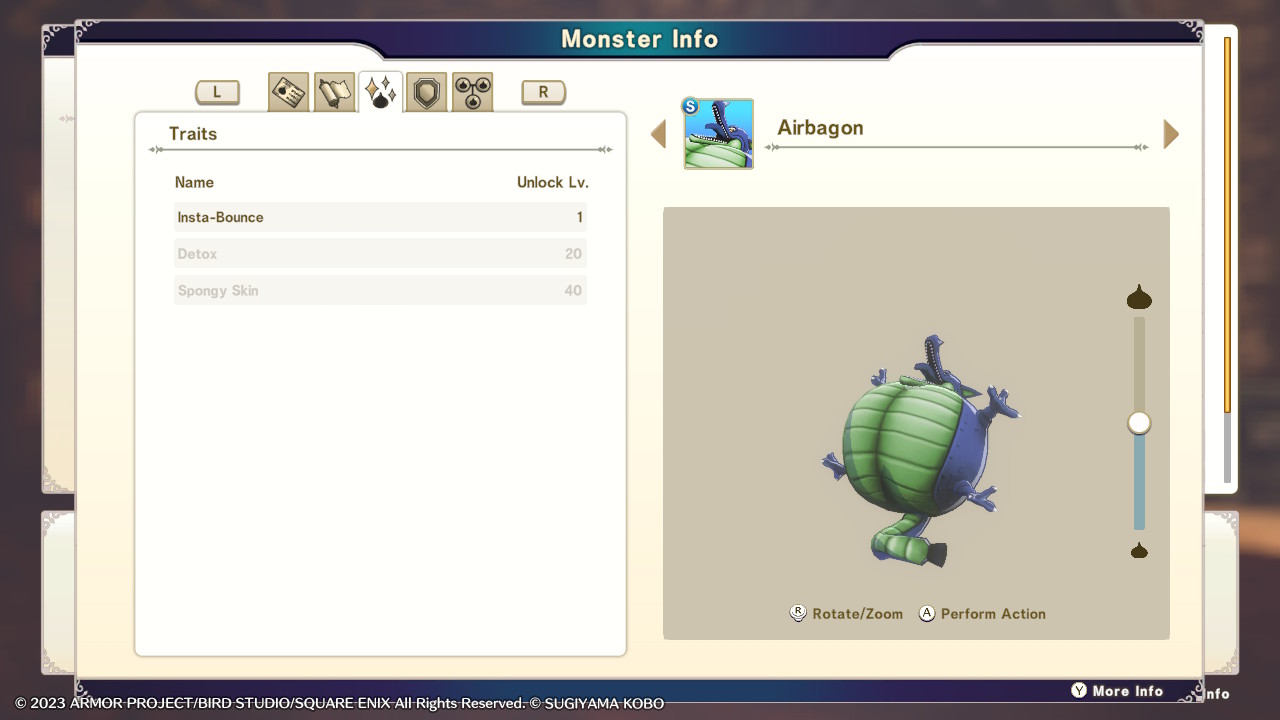 Monster Info
L
R
Traits
Name Unlock Lv.
Insta-Bounce 1
Detox 20
Spongy Skin 40
S
Airbagon
R Rotate/Zoom A Perform Action
Y More Info
nfo
© 2023 ARMOR PROJECT/BIRD STUDIO/SQUARE ENIX All Rights Reserved. © SUGIYAMA KOBO